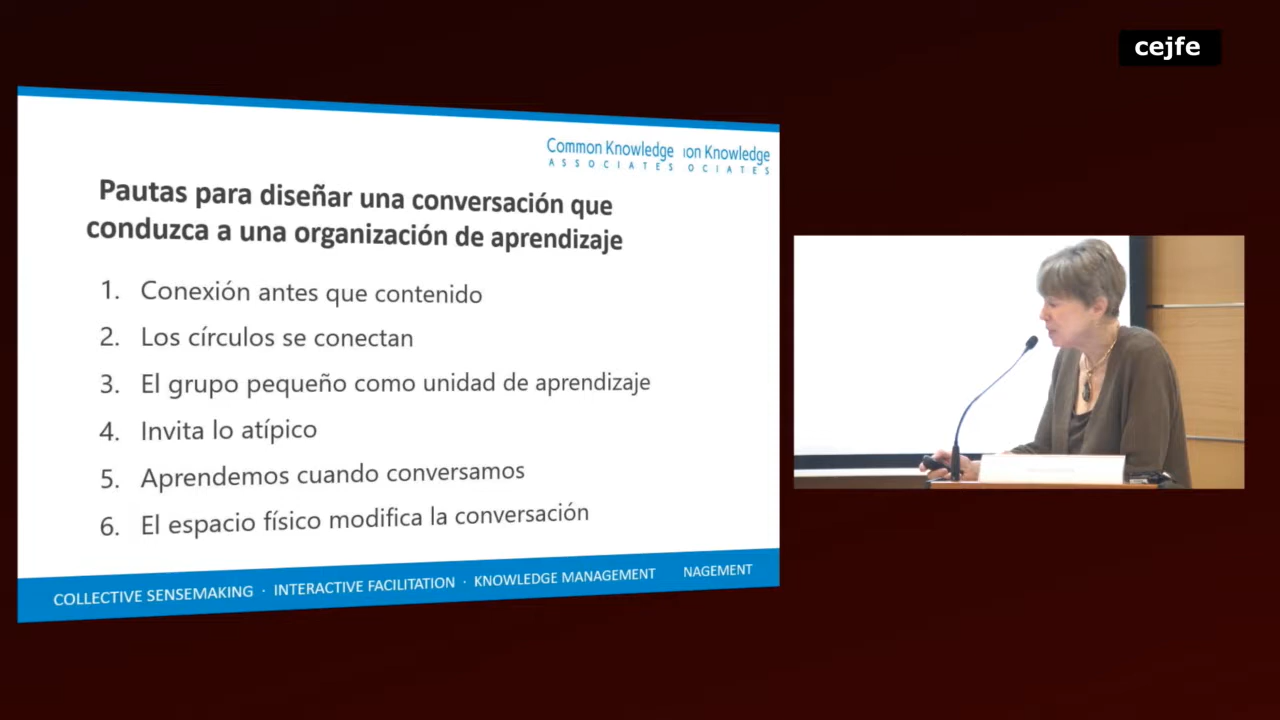 cejfe
Common Knowledge ion Knowledge
ASSOCIATES OCIATES
Pautas para diseñar una conversación que
conduzca a una organización de aprendizaje
1. Conexión antes que contenido
2. Los círculos se conectan
3. El grupo pequeño como unidad de aprendizaje
4. Invita lo atípico
5. Aprendemos cuando conversamos
6. El espacio físico modifica la conversación
COLLECTIVE SENSEMAKING · INTERACTIVE FACILITATION · KNOWLEDGE MANAGEMENT NAGEMENT